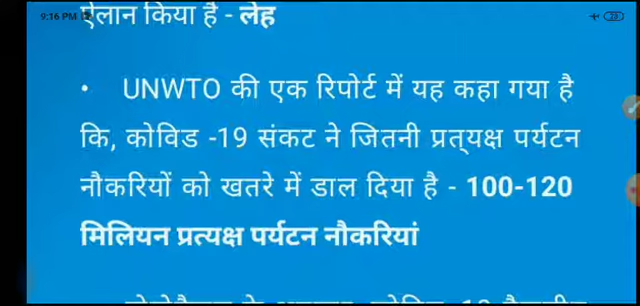 ऐलान किया है - लेह
9:16 PM
• UNWTO की एक रिपोर्ट में यह कहा गया है
कि, कोविड -19 संकट ने जितनी प्रत्यक्ष पर्यटन
नौकरियों को खतरे में डाल दिया है - 100-120
मिलियन प्रत्यक्ष पर्यटन नौकरियां